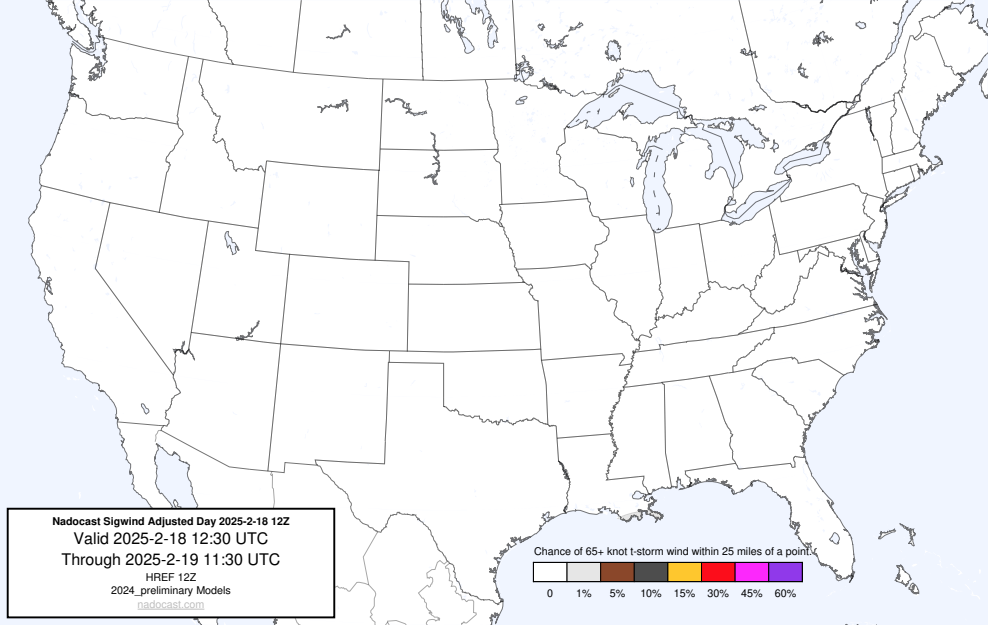 Nadocast Sigwind Adjusted Day 2025-2-18 12Z
Valid 2025-2-18 12:30 UTC
Through 2025-2-19 11:30 UTC
HREF 12Z
2024_preliminary Models
nadocast.com
Chance of 65+ knot t-storm wind within 25 miles of a point.
0 1% 5% 10% 15% 30% 45% 60%